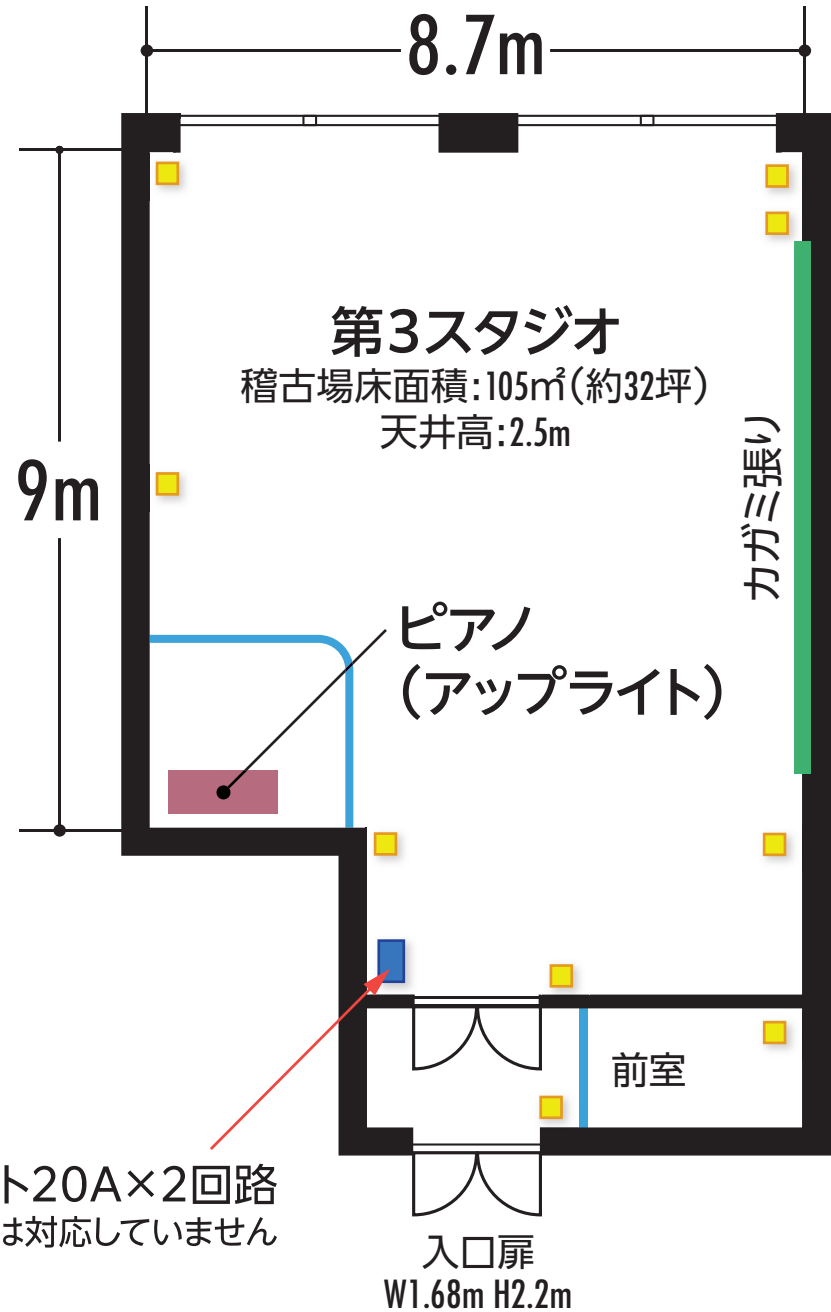 8.7m
第3スタジオ
稽古場床面積:105㎡(約32坪)
天井高:2.5m
9m
カガミ張り
ピアノ
(アップライト)
前室
ト20A×2回路
は対応していません
入口扉
W1.68m H2.2m